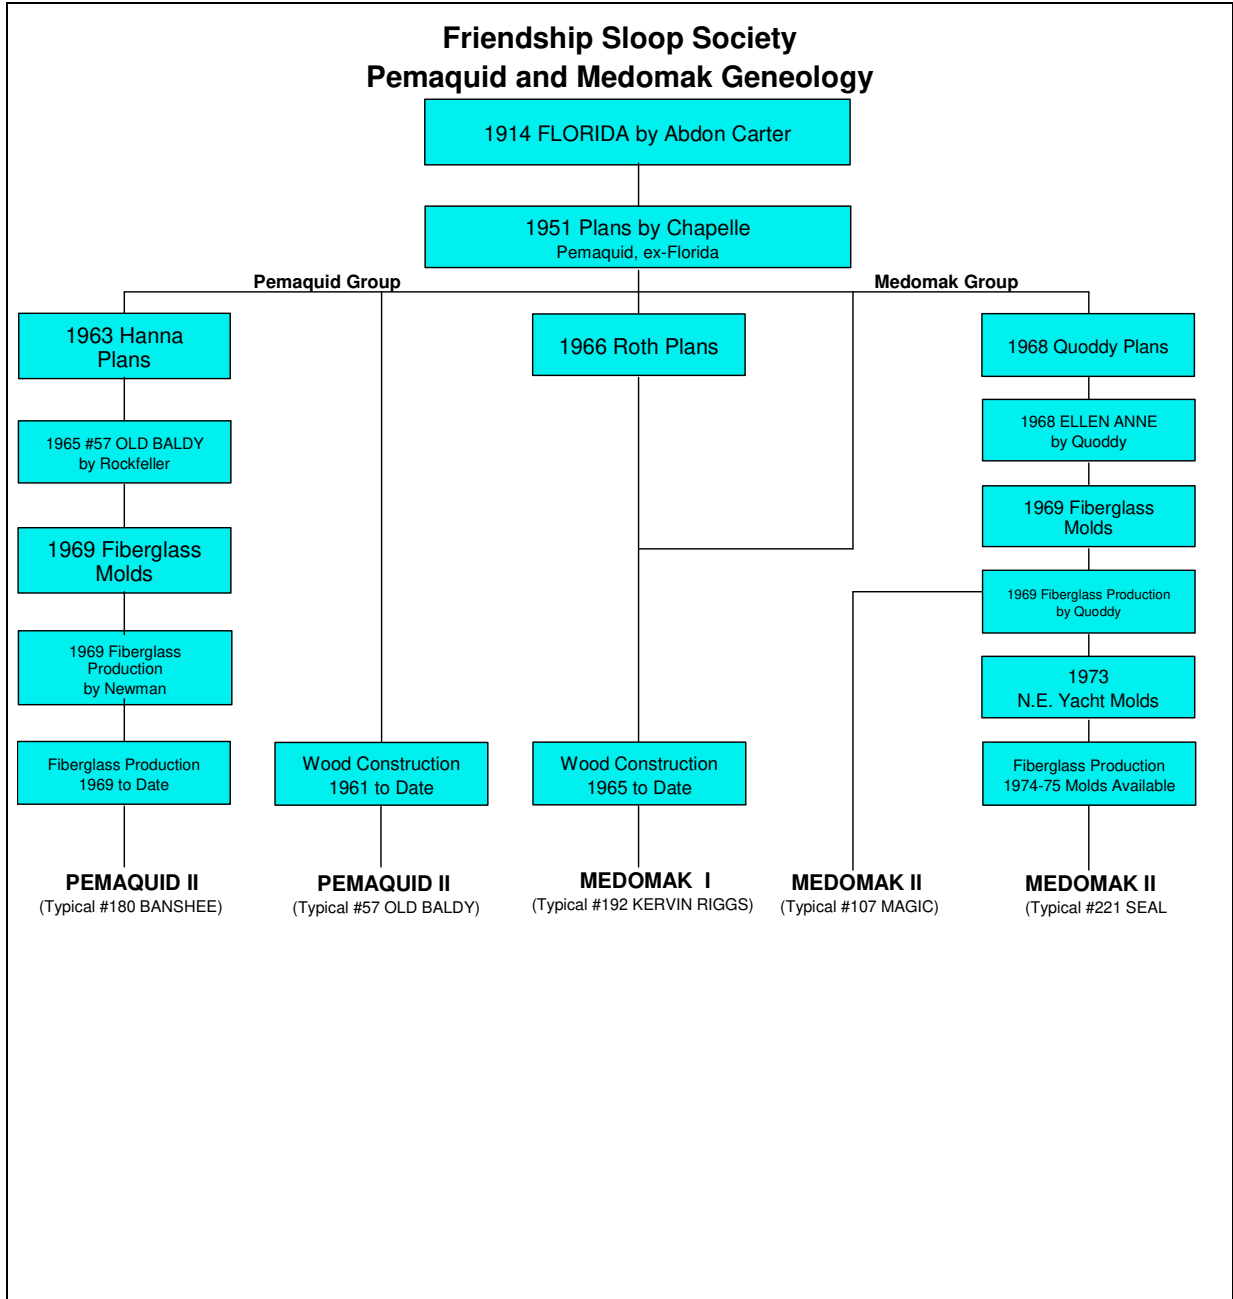 Friendship Sloop Society
Pemaquid and Medomak Geneology
1914 FLORIDA by Abdon Carter
1951 Plans by Chapelle
Pemaquid, ex-Florida
Pemaquid Group
Medomak Group
1963 Hanna
Plans
1966 Roth Plans
1968 Quoddy Plans
1965 #57 OLD BALDY
by Rockfeller
1968 ELLEN ANNE
by Quoddy
1969 Fiberglass
Molds
1969 Fiberglass
Molds
1969 Fiberglass Production
by Quoddy
1969 Fiberglass
Production
by Newman
1973
N.E. Yacht Molds
Fiberglass Production
1969 to Date
Wood Construction
1961 to Date
Wood Construction
1965 to Date
Fiberglass Production
1974-75 Molds Available
PEMAQUID II
(Typical #180 BANSHEE)
PEMAQUID II
(Typical #57 OLD BALDY)
MEDOMAK  I
(Typical #192 KERVIN RIGGS)
MEDOMAK II
(Typical #107 MAGIC)
MEDOMAK II
(Typical #221 SEAL